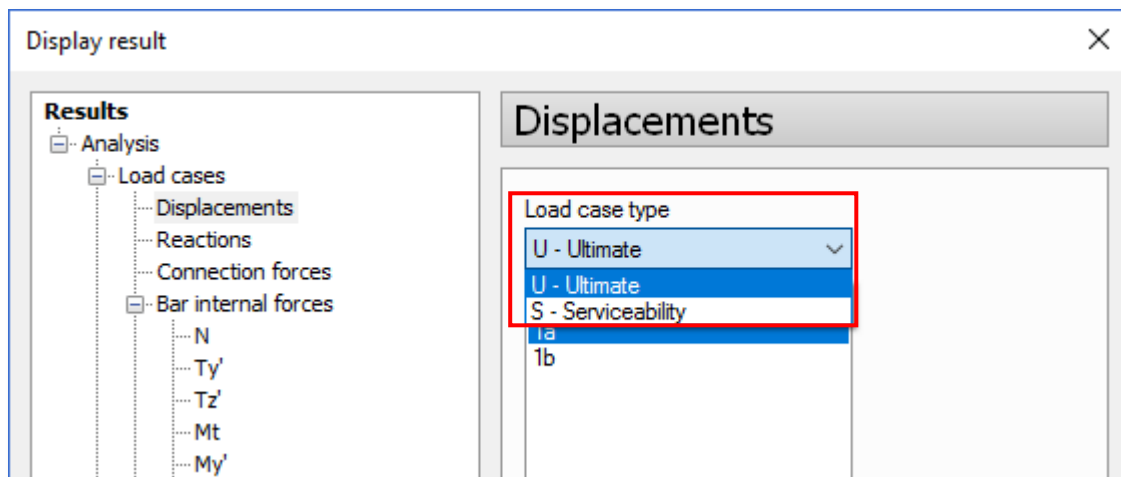 Display result
Results
Analysis
Load cases
Displacements
Reactions
Connection forces
Bar internal forces
N
Ty'
Tz'
Mt
My'
Displacements
Load case type
U - Ultimate
U - Ultimate
S - Serviceability
1a
1b